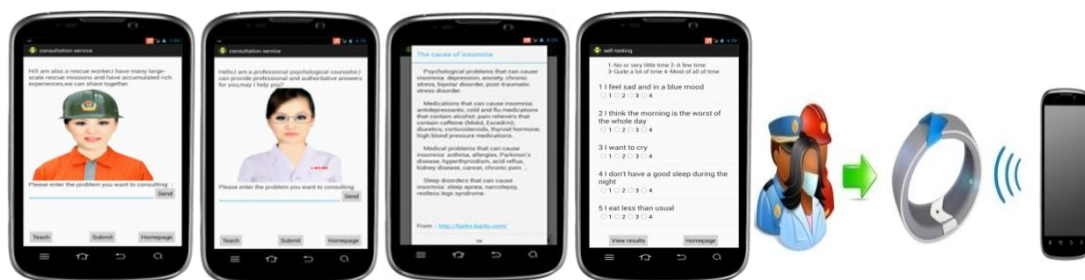 consultation service
Hi!I am also a rescue worker,I have many large-
scale rescue missions and have accumulated rich
experiences,we can share together.
Please enter the problem you want to consulting :
Send
Teach
Submit
Homepage
consultation service
Hello,I am a professional psychological counselor,I
can provide professional and authoritative answers
for you,may I help you?
Please enter the problem you want to consulting
Send
Teach
Submit
Homepage
The cause of insomnia
Psychological problems that can cause
insomnia: depression, anxiety, chronic
stress, bipolar disorder, post-traumatic
stress disorder.
Medications that can cause insomnia:
antidepressants; cold and flu medications
that contain alcohol; pain relievers that
contain caffeine (Midol, Excedrin);
diuretics, corticosteroids, thyroid hormone,
high blood pressure medications.
Medical problems that can cause
insomnia: asthma, allergies, Parkinson's
disease, hyperthyroidism, acid reflux,
kidney disease, cancer, chronic pain. ,
Sleep disorders that can cause
insomnia: sleep apnea, narcolepsy,
restless legs syndrome.
From : http://baike.baidu.com/
OK
self-testing
1-No or very little time 2-A few time
3-Quite a lot of time 4-Most of all of time
1 I feel sad and in a blue mood
1 2 3 4
2 I think the morning is the worst of
the whole day
1 2 3 4
3 I want to cry
1 2 3 4
4 I don't have a good sleep during the
night
1 2 3 4
5 I eat less than usual
1 2 3 4
View results
Homepage